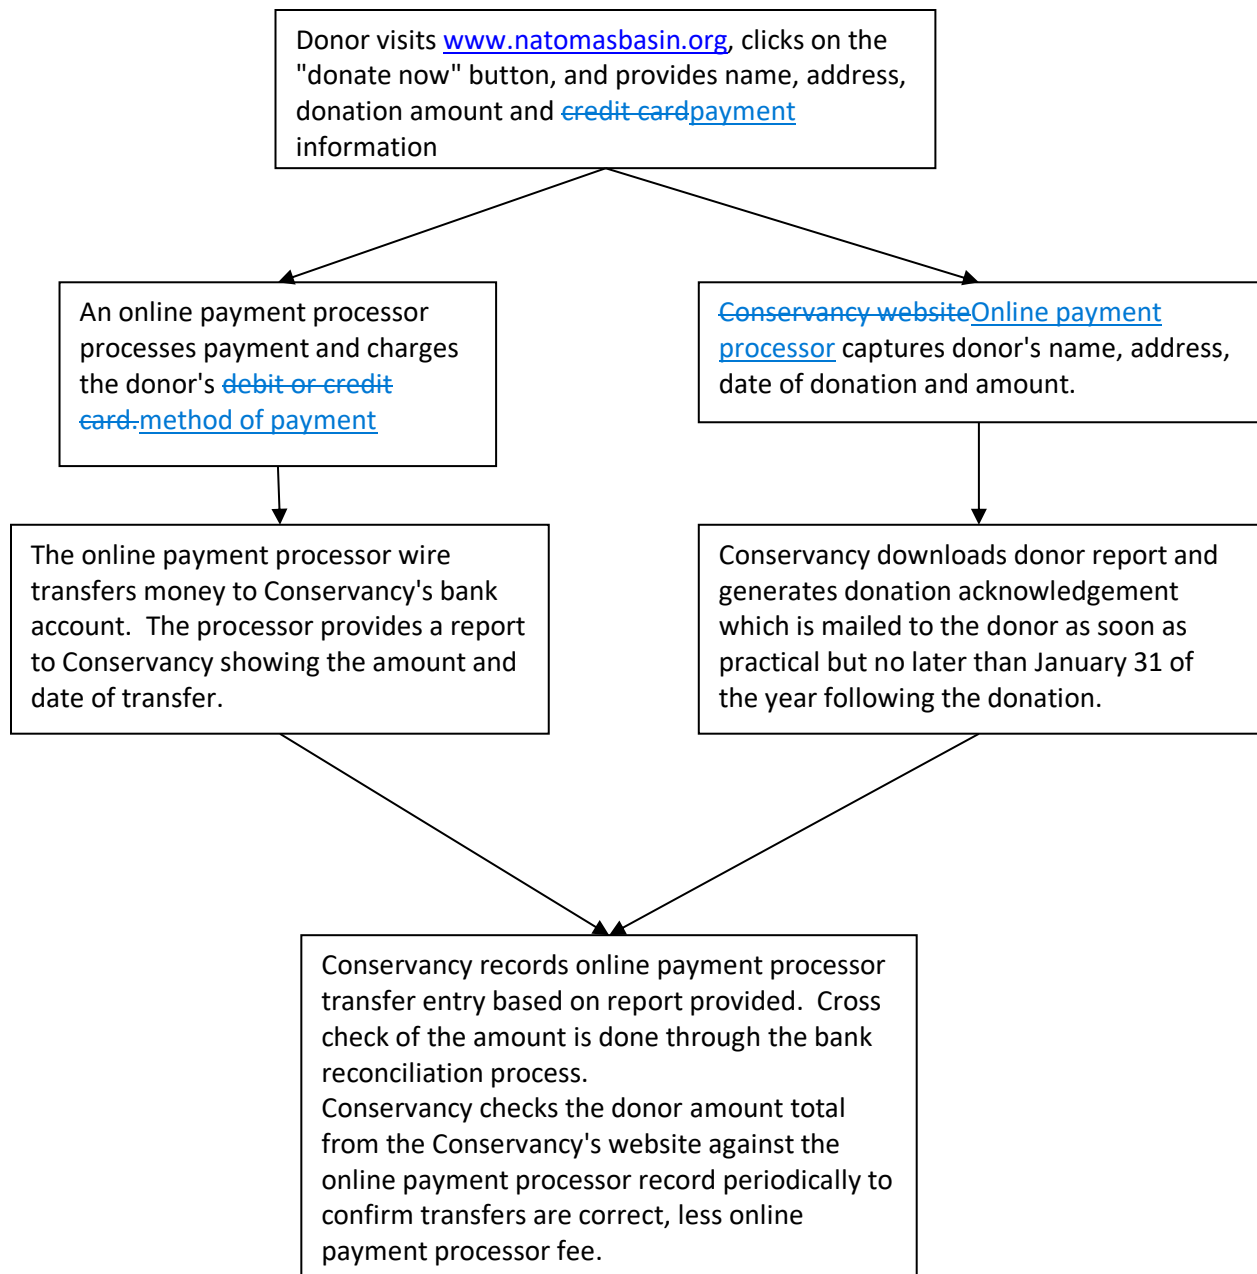 Donor visits www.natomasbasin.org, clicks on the
"donate now" button, and provides name, address,
donation amount and credit cardpayment
information
An online payment processor
processes payment and charges
the donor's debit or credit
card.method of payment
Conservancy websiteOnline payment
processor captures donor's name, address,
date of donation and amount.
The online payment processor wire
transfers money to Conservancy's bank
account.  The processor provides a report
to Conservancy showing the amount and
date of transfer.
Conservancy downloads donor report and
generates donation acknowledgement
which is mailed to the donor as soon as
practical but no later than January 31 of
the year following the donation.
Conservancy records online payment processor
transfer entry based on report provided.  Cross
check of the amount is done through the bank
reconciliation process.
Conservancy checks the donor amount total
from the Conservancy's website against the
online payment processor record periodically to
confirm transfers are correct, less online
payment processor fee.